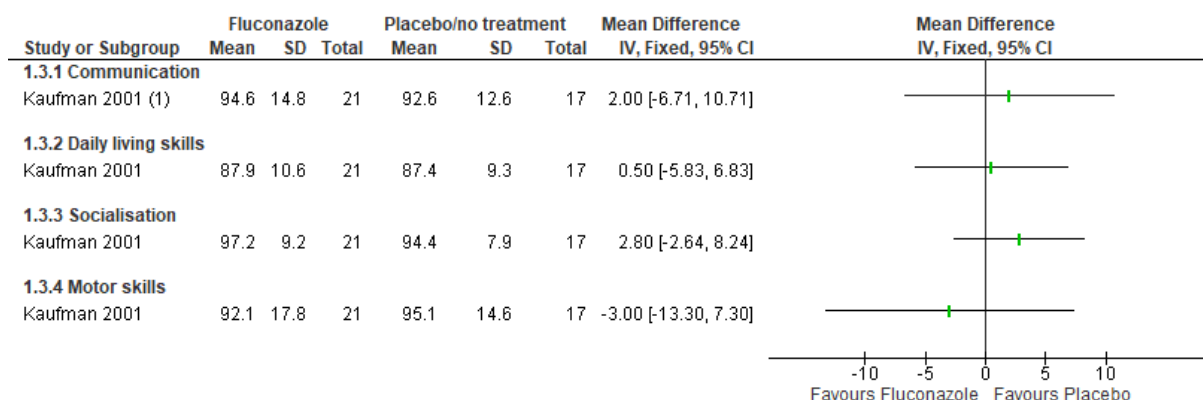 Fluconazole Placebo/no treatment Mean Difference Mean Difference
Study or Subgroup Mean SD Total Mean SD Total IV, Fixed, 95% CI IV, Fixed, 95% CI
1.3.1 Communication
Kaufman 2001 (1) 94.6 14.8 21 92.6 12.6 17 2.00 [-6.71, 10.71]
1.3.2 Daily living skills
Kaufman 2001 87.9 10.6 21 87.4 9.3 17 0.50 [-5.83, 6.83]
1.3.3 Socialisation
Kaufman 2001 97.2 9.2 21 94.4 7.9 17 2.80 [-2.64, 8.24]
1.3.4 Motor skills
Kaufman 2001 92.1 17.8 21 95.1 14.6 17 -3.00 [-13.30, 7.30]
-10 -5 0 5 10
Favours Fluconazole Favours Placebo